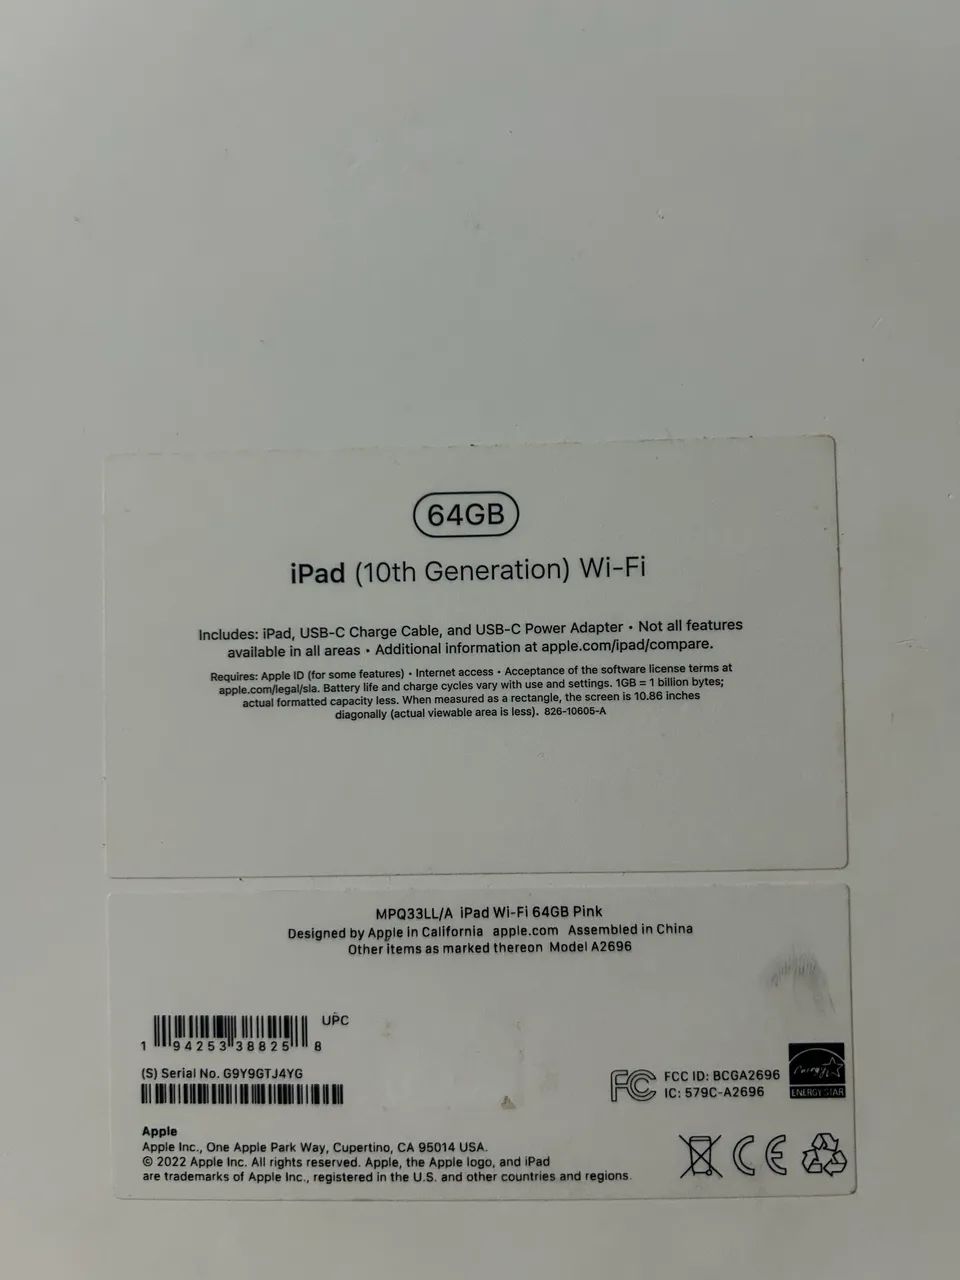 64GB
iPad (10th Generation) Wi-Fi
Includes: iPad, USB-C Charge Cable, and USB-C Power Adapter • Not all features
available in all areas • Additional information at apple.com/ipad/compare.
Requires: Apple ID (for some features) • Internet access • Acceptance of the software license terms at
apple.com/legal/sla. Battery life and charge cycles vary with use and settings. 1GB = 1 billion bytes;
actual formatted capacity less. When measured as a rectangle, the screen is 10.86 inches
diagonally (actual viewable area is less). 826-10605-A
MPQ33LL/A iPad Wi-Fi 64GB Pink
Designed by Apple in California apple.com Assembled in China
Other items as marked thereon Model A2696
UPC
1 94253 38825 8
(S) Serial No. G9Y9GTJ4YG
FC FCC ID: BCGA2696
IC: 579C-A2696
energy
ENERGY STAR
Apple
Apple Inc., One Apple Park Way, Cupertino, CA 95014 USA.
© 2022 Apple Inc. All rights reserved. Apple, the Apple logo, and iPad
are trademarks of Apple Inc., registered in the U.S. and other countries and regions.
CE